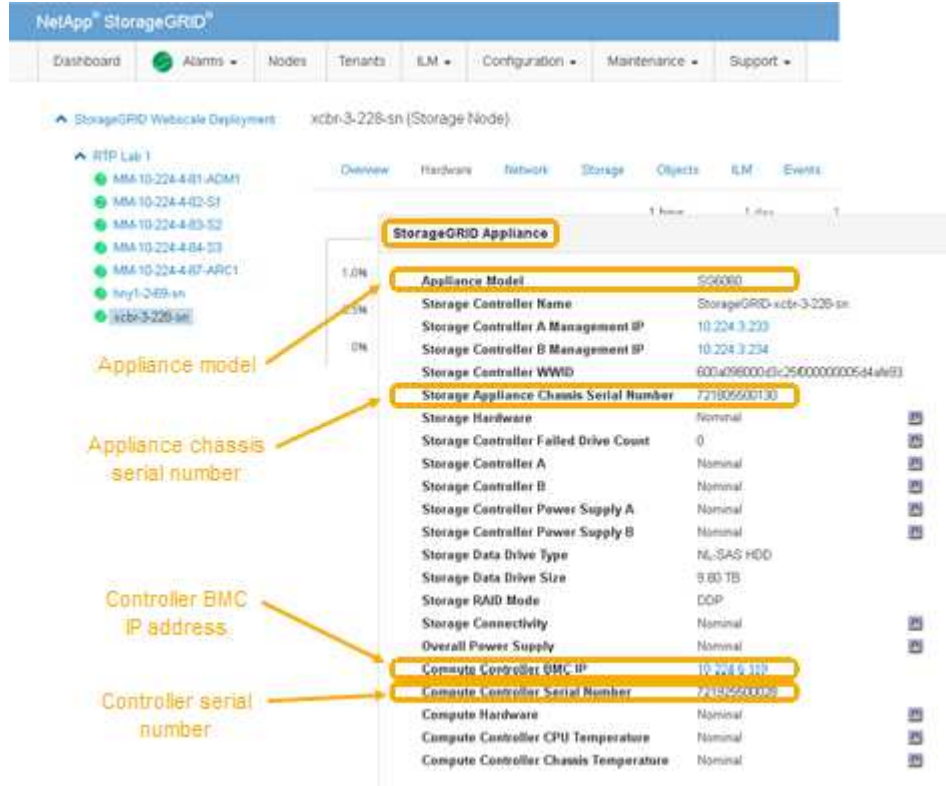 NetApp® StorageGRID®
Dashboard Alarms Nodes Tenants ILM Configuration Maintenance Support
StorageGRID Webscale Deployment xcbr-3-228-sn (Storage Node)
RTP Lab 1
Overview Hardware Network Storage Objects ILM Events
MM-10-224-4-81-ADM1
MM-10-224-4-82-S1
MM-10-224-4-83-S2
MM-10-224-4-84-S3
MM-10-224-4-87-ARC1
hny1-2-69-sn
xcbr-3-228-sn
1 hour 1 day
1.0%
0%
StorageGRID Appliance
Appliance Model SG6060
Storage Controller Name StorageGRID-xcbr-3-228-sn
Storage Controller A Management IP 10.224.3.233
Storage Controller B Management IP 10.224.3.234
Storage Controller WWID
Storage Appliance Chassis Serial Number 721805500130
Storage Hardware Nominal
Storage Controller Failed Drive Count 0
Storage Controller A Nominal
Storage Controller B Nominal
Storage Controller Power Supply A Nominal
Storage Controller Power Supply B Nominal
Storage Data Drive Type NL-SAS HDD
Storage Data Drive Size 9.80 TB
Storage RAID Mode DDP
Storage Connectivity Nominal
Overall Power Supply Nominal
Compute Controller BMC IP
Compute Controller Serial Number
Compute Hardware Nominal
Compute Controller CPU Temperature Nominal
Compute Controller Chassis Temperature Nominal
Appliance model
Appliance chassis
serial number
Controller BMC
IP address
Controller serial
number